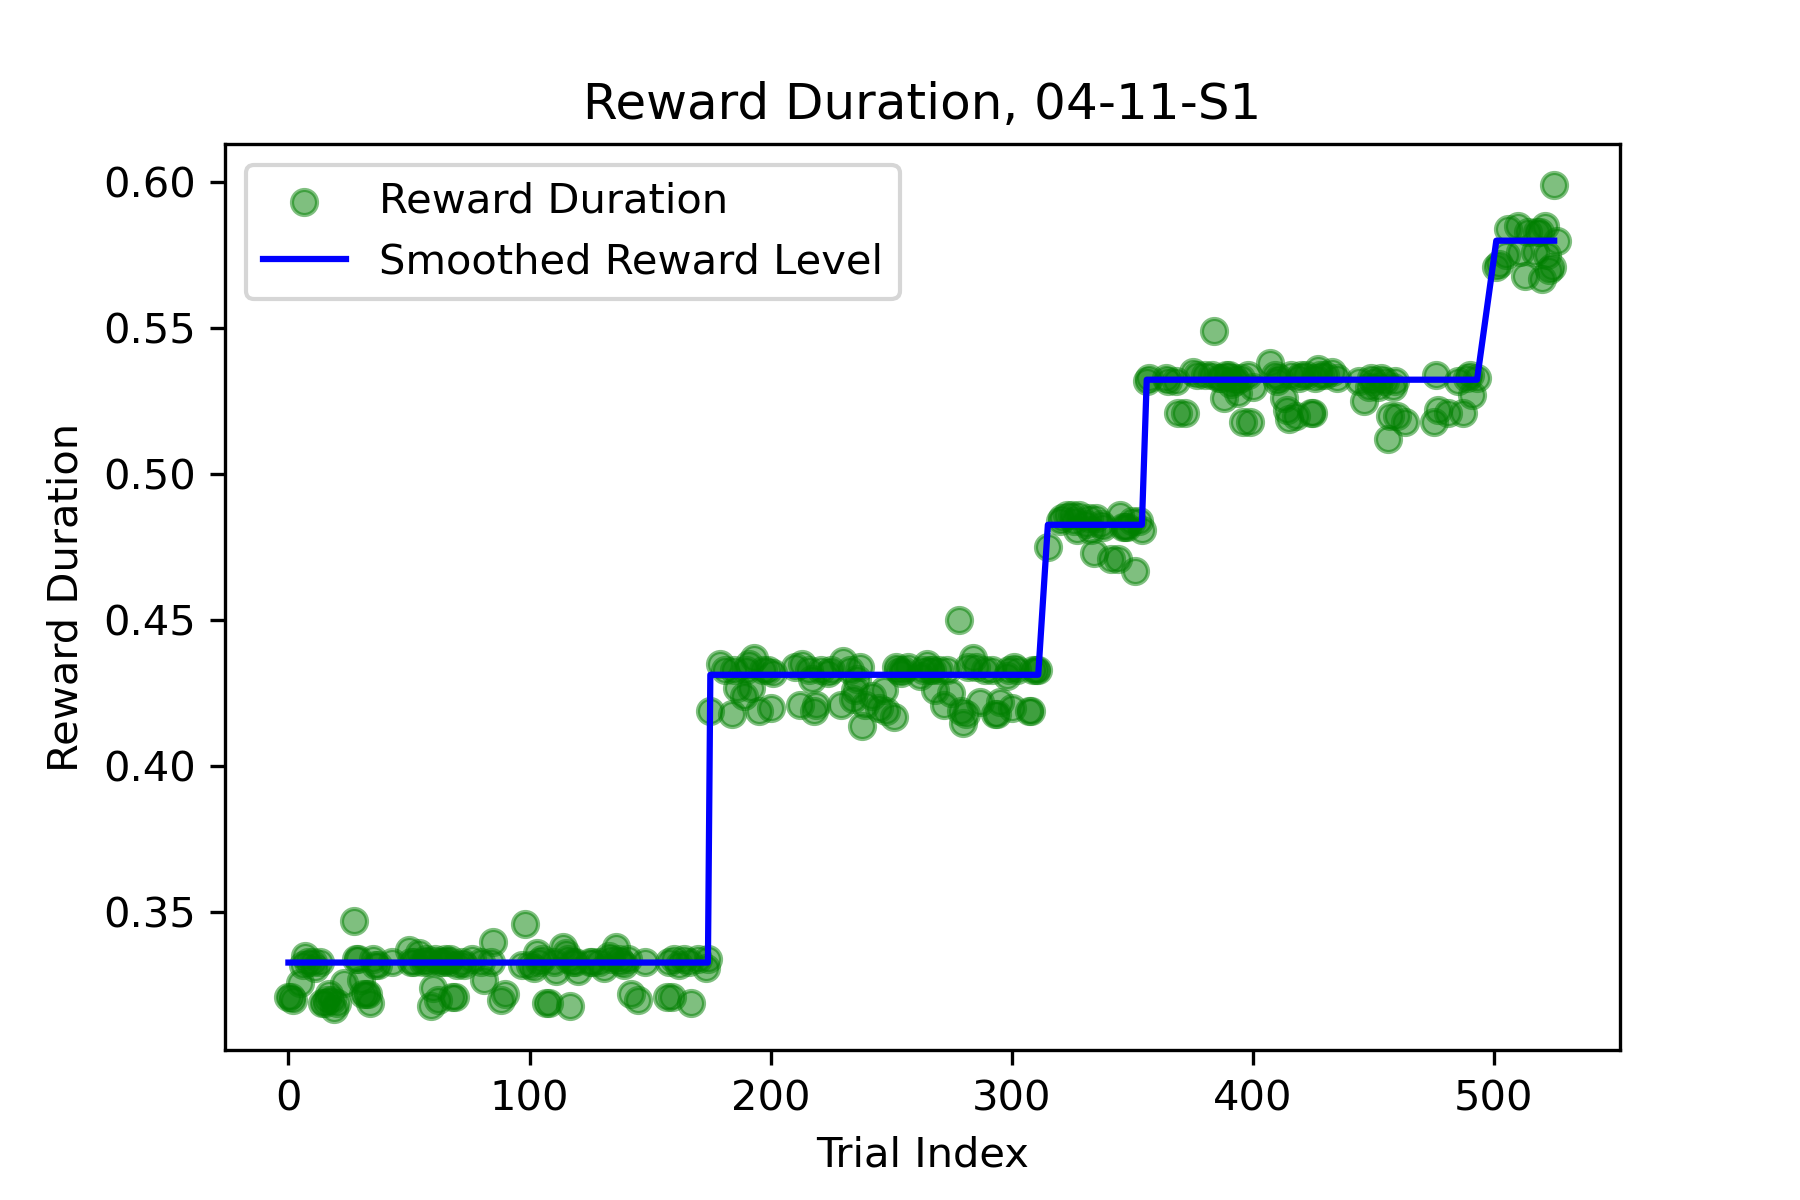 Reward Duration, 04-11-S1
Reward Duration
Smoothed Reward Level
0.60
0.55
0.50
0.45
0.40
0.35
Reward Duration
0 100 200 300 400 500
Trial Index